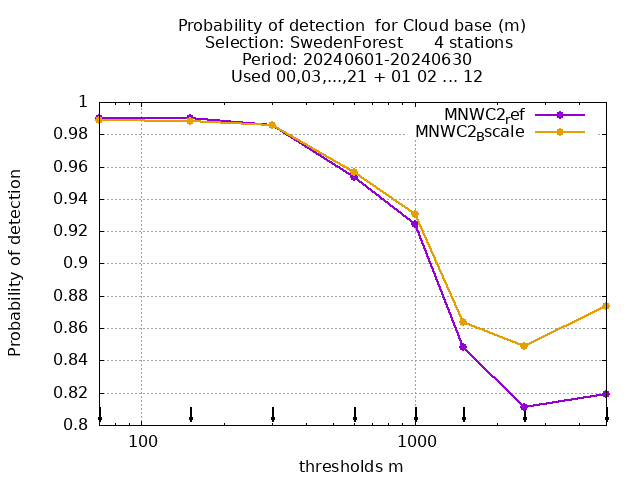 Probability of detection  for Cloud base (m)
Selection: SwedenForest      4 stations
Period: 20240601-20240630
Used 00,03,...,21 + 01 02 ... 12
MNWC2ref
MNWC2Bscale
1
0.98
0.96
0.94
0.92
0.9
0.88
0.86
0.84
0.82
0.8
Probability of detection
100
1000
thresholds m